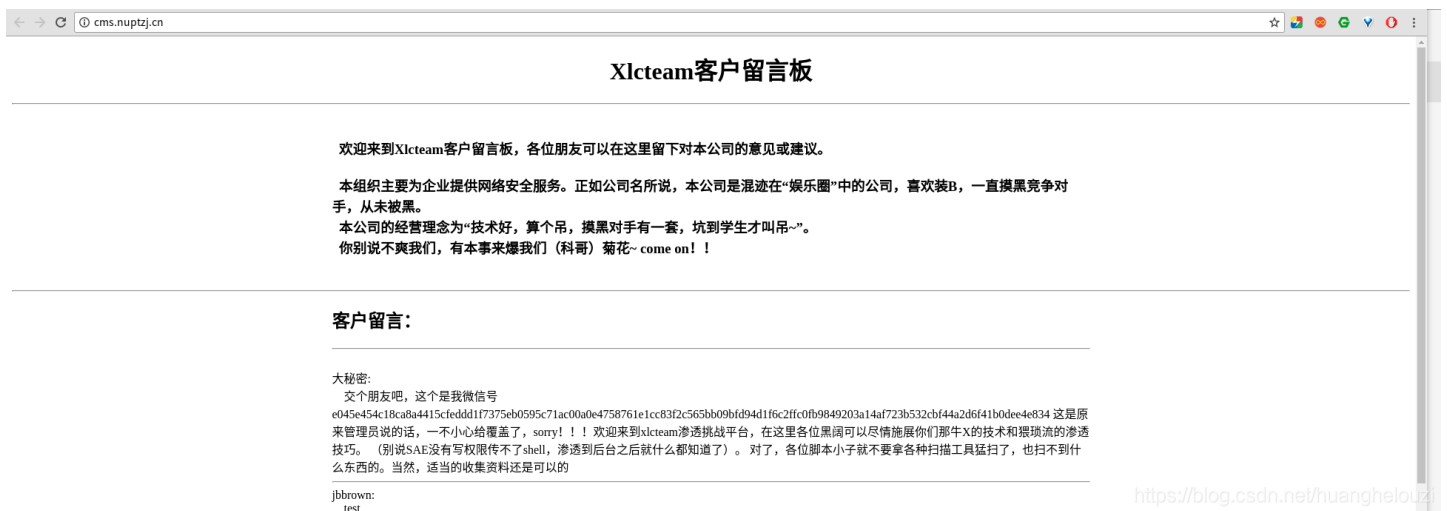 cms.nuptzj.cn
Xlcteam客户留言板
欢迎来到Xlcteam客户留言板，各位朋友可以在这里留下对本公司的意见或建议。
本组织主要为企业提供网络安全服务。正如公司名所说，本公司是混迹在“娱乐圈”中的公司，喜欢装B，一直摸黑竞争对
手，从未被黑。
本公司的经营理念为“技术好，算个吊，摸黑对手有一套，坑到学生才叫吊~”。
你别说不爽我们，有本事来爆我们（科哥）菊花~ come on！！
客户留言：
大秘密:
交个朋友吧，这个是我微信号
e045e454c18ca8a4415cfeddd1f7375eb0595c71ac00a0e4758761e1cc83f2c565bb09bfd94d1f6c2ffc0fb9849203a14af723b532cbf44a2d6f41b0dee4e834 这是原
来管理员说的话，一不小心给覆盖了，sorry！！！欢迎来到xlcteam渗透挑战平台，在这里各位黑阔可以尽情施展你们那牛X的技术和猥琐流的渗透
技巧。 （别说SAE没有写权限传不了shell，渗透到后台之后就什么都知道了）。 对了，各位脚本小子就不要拿各种扫描工具猛扫了，也扫不到什
么东西的。当然，适当的收集资料还是可以的
jbbrown:
test
https://blog.csdn.net/huanghelouzi